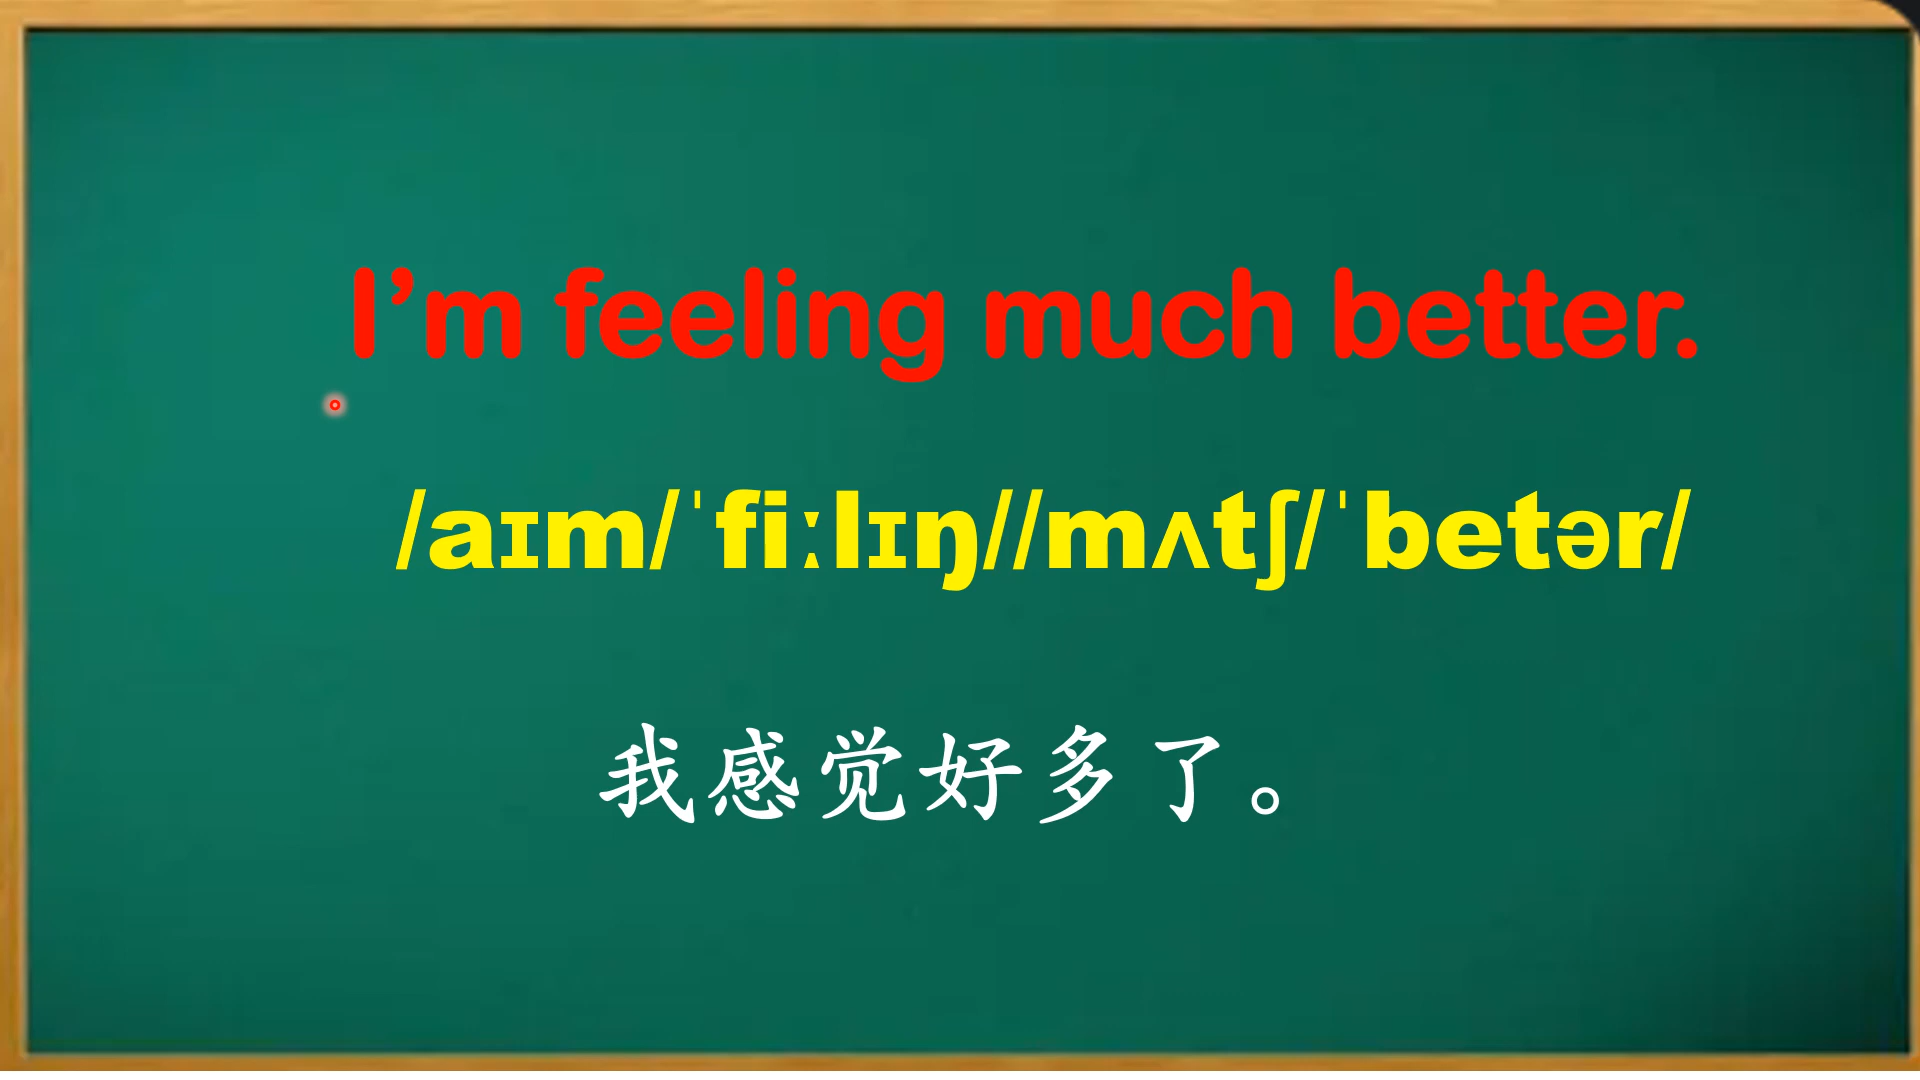 I’m feeling much better.
/aɪm/ˈfiːlɪŋ//mʌtʃ/ˈbetər/
我感觉好多了。